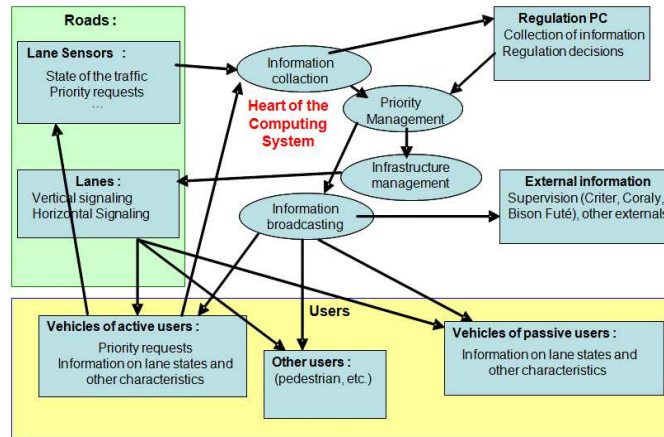 Roads :
Lane Sensors :
State of the traffic
Priority requests
...
Information
collection
Regulation PC
Collection of information
Regulation decisions
Heart of the
Computing
System
Priority
Management
Lanes :
Vertical signaling
Horizontal Signaling
Infrastructure
management
Information
broadcasting
External information
Supervision (Criter, Coraly,
Bison Futé), other externals
Users
Vehicles of active users :
Priority requests
Information on lane states and
other characteristics
Other users :
(pedestrian, etc.)
Vehicles of passive users :
Information on lane states and
other characteristics